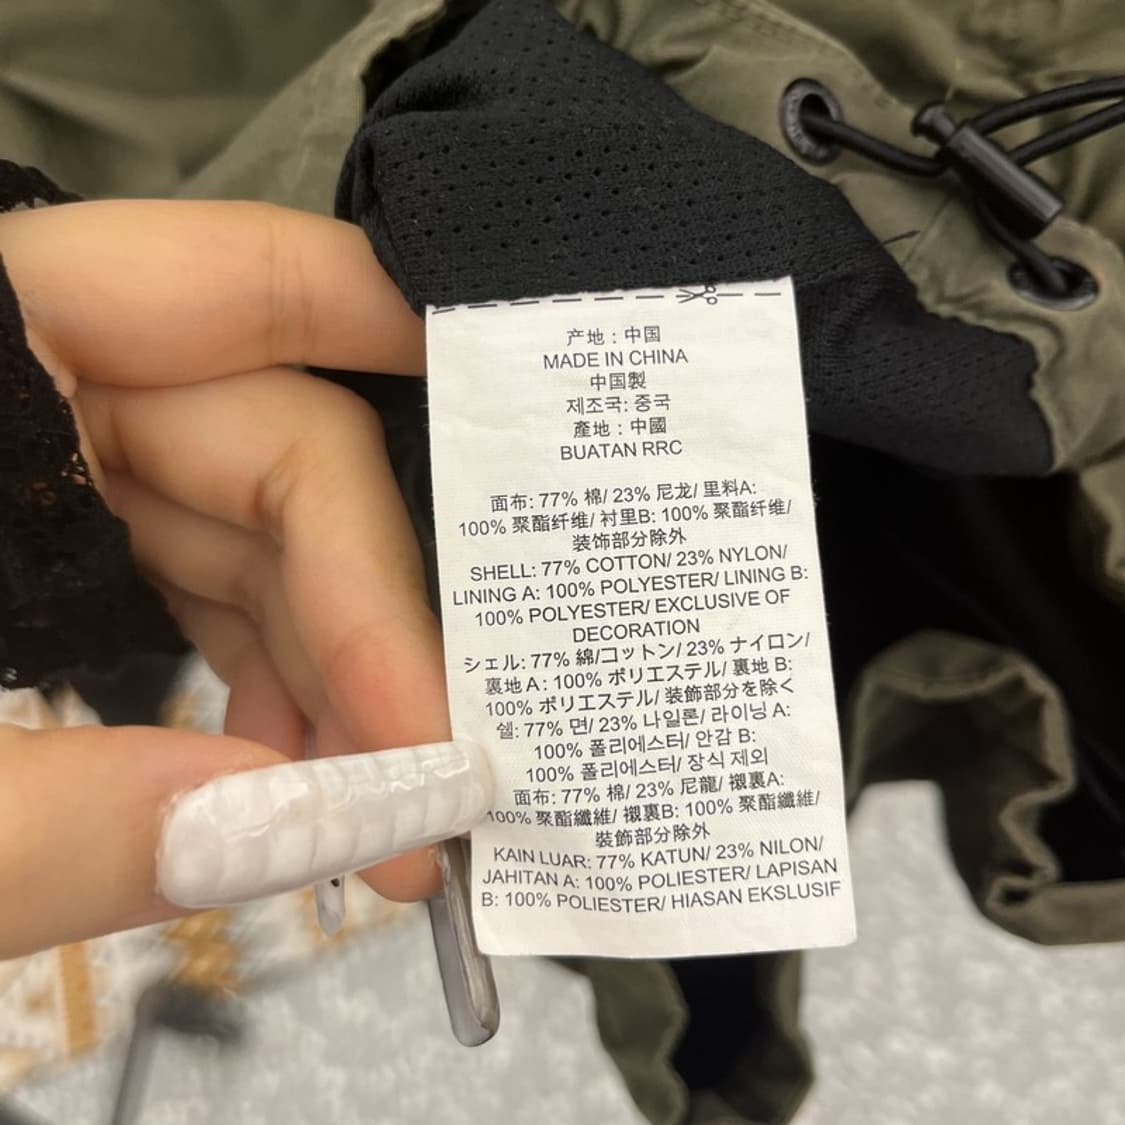 产地：中国
MADE IN CHINA
中国製
제조국: 중국
產地：中國
BUATAN RRC
面布: 77% 棉/ 23% 尼龙/ 里料A:
100% 聚酯纤维/ 衬里B: 100% 聚酯纤维/
装饰部分除外
SHELL: 77% COTTON/ 23% NYLON/
LINING A: 100% POLYESTER/ LINING B:
100% POLYESTER/ EXCLUSIVE OF
DECORATION
シェル: 77% 綿/コットン/ 23% ナイロン/
裏地 A: 100% ポリエステル/ 裏地 B:
100% ポリエステル/ 装飾部分を除く
쉘: 77% 면/ 23% 나일론/ 라이닝 A:
100% 폴리에스터/ 안감 B:
100% 폴리에스터/ 장식 제외
面布: 77% 棉/ 23% 尼龍/ 襯裏A:
100% 聚酯纖維/ 襯裏B: 100% 聚酯纖維/
裝飾部分除外
KAIN LUAR: 77% KATUN/ 23% NILON/
JAHITAN A: 100% POLIESTER/ LAPISAN
B: 100% POLIESTER/ HIASAN EKSLUSIF